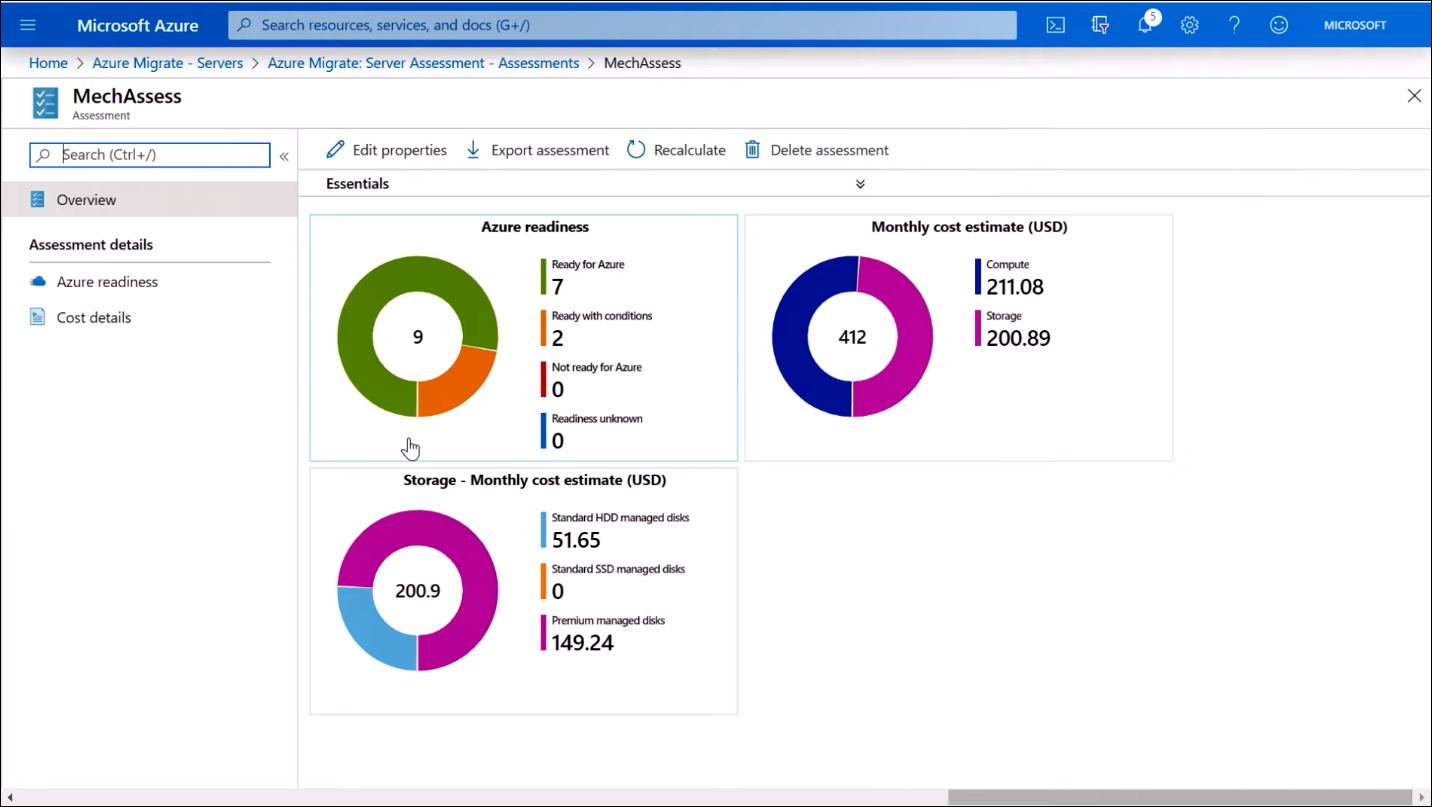 Microsoft Azure
Search resources, services, and docs (G+/)
5
MICROSOFT
Home > Azure Migrate - Servers > Azure Migrate: Server Assessment - Assessments > MechAssess
MechAssess
Assessment
Search (Ctrl+/)
«
Overview
Assessment details
Azure readiness
Cost details
Edit properties
Export assessment
Recalculate
Delete assessment
Essentials
Azure readiness
9
Ready for Azure
7
Ready with conditions
2
Not ready for Azure
0
Readiness unknown
0
Monthly cost estimate (USD)
412
Compute
211.08
Storage
200.89
Storage - Monthly cost estimate (USD)
200.9
Standard HDD managed disks
51.65
Standard SSD managed disks
0
Premium managed disks
149.24